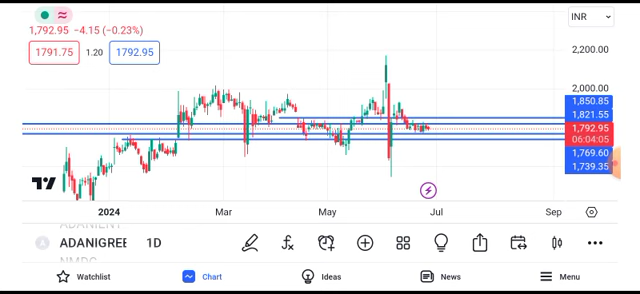 INR
1,792.95 −4.15 (−0.23%)
1791.75 1.20 1792.95
2,200.00
2,000.00
1,850.85
1,821.55
1,792.95
06:04:05
1,769.60
1,739.35
2024 Mar May Jul Sep
ADANIENT
ADANIGREE 1D
NMDC
Watchlist Chart Ideas News Menu